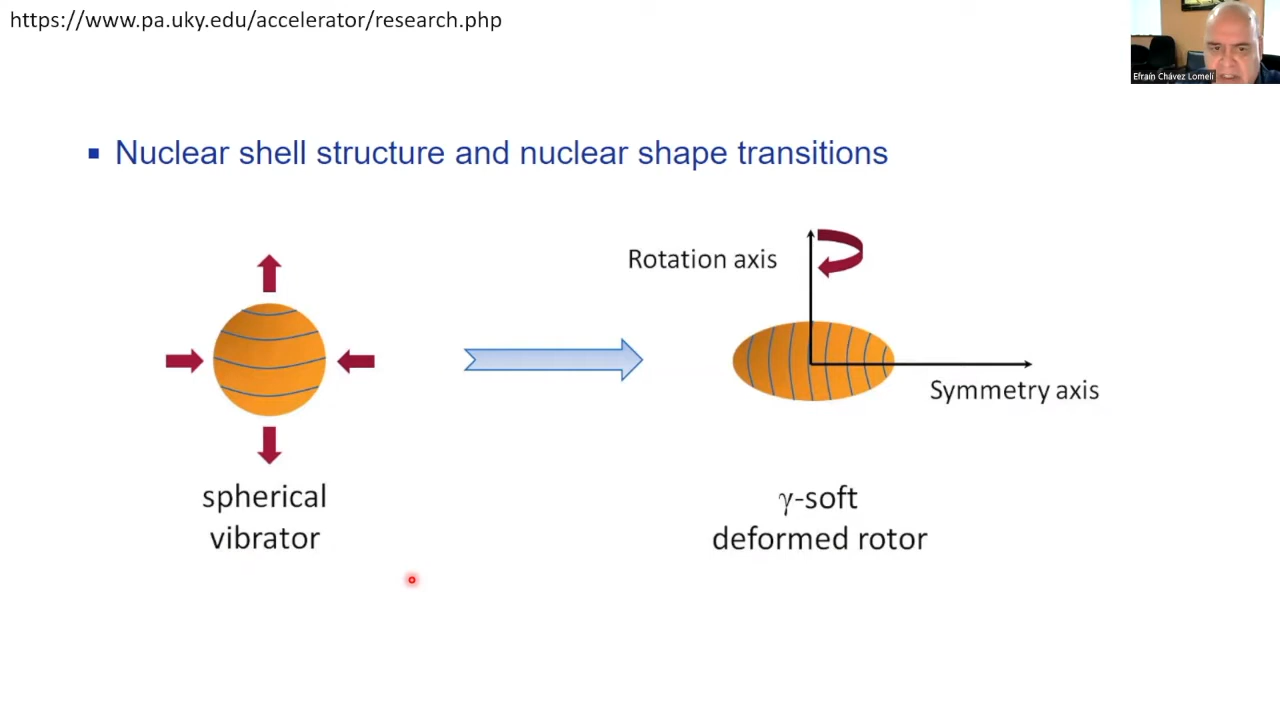 https://www.pa.uky.edu/accelerator/research.php
Efraín Chávez Lomelí
Nuclear shell structure and nuclear shape transitions
Rotation axis
Symmetry axis
spherical
vibrator
γ-soft
deformed rotor